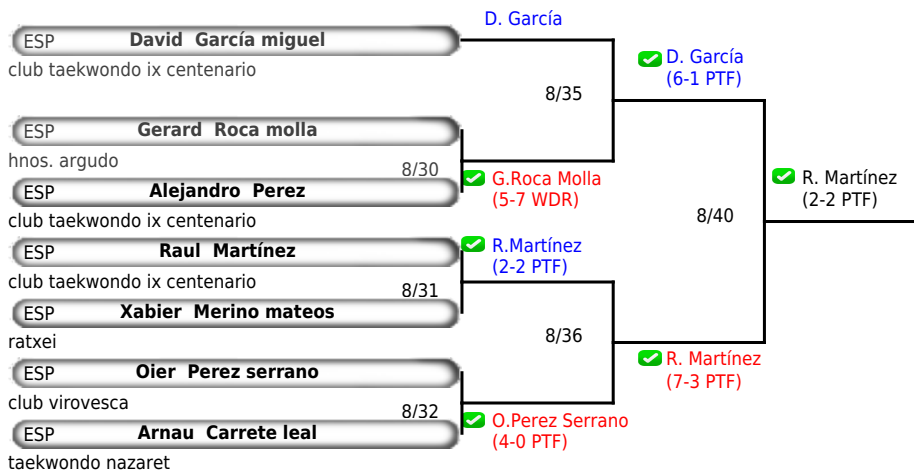 D. García
ESP David García miguel
club taekwondo ix centenario
D. García
(6-1 PTF)
8/35
ESP Gerard Roca molla
hnos. argudo
8/30
G.Roca Molla
(5-7 WDR)
ESP Alejandro Perez
club taekwondo ix centenario
R. Martínez
(2-2 PTF)
8/40
ESP Raul Martínez
club taekwondo ix centenario
R.Martínez
(2-2 PTF)
8/31
ESP Xabier Merino mateos
ratxei
8/36
R. Martínez
(7-3 PTF)
ESP Oier Perez serrano
club virovesca
8/32
O.Perez Serrano
(4-0 PTF)
ESP Arnau Carrete leal
taekwondo nazaret